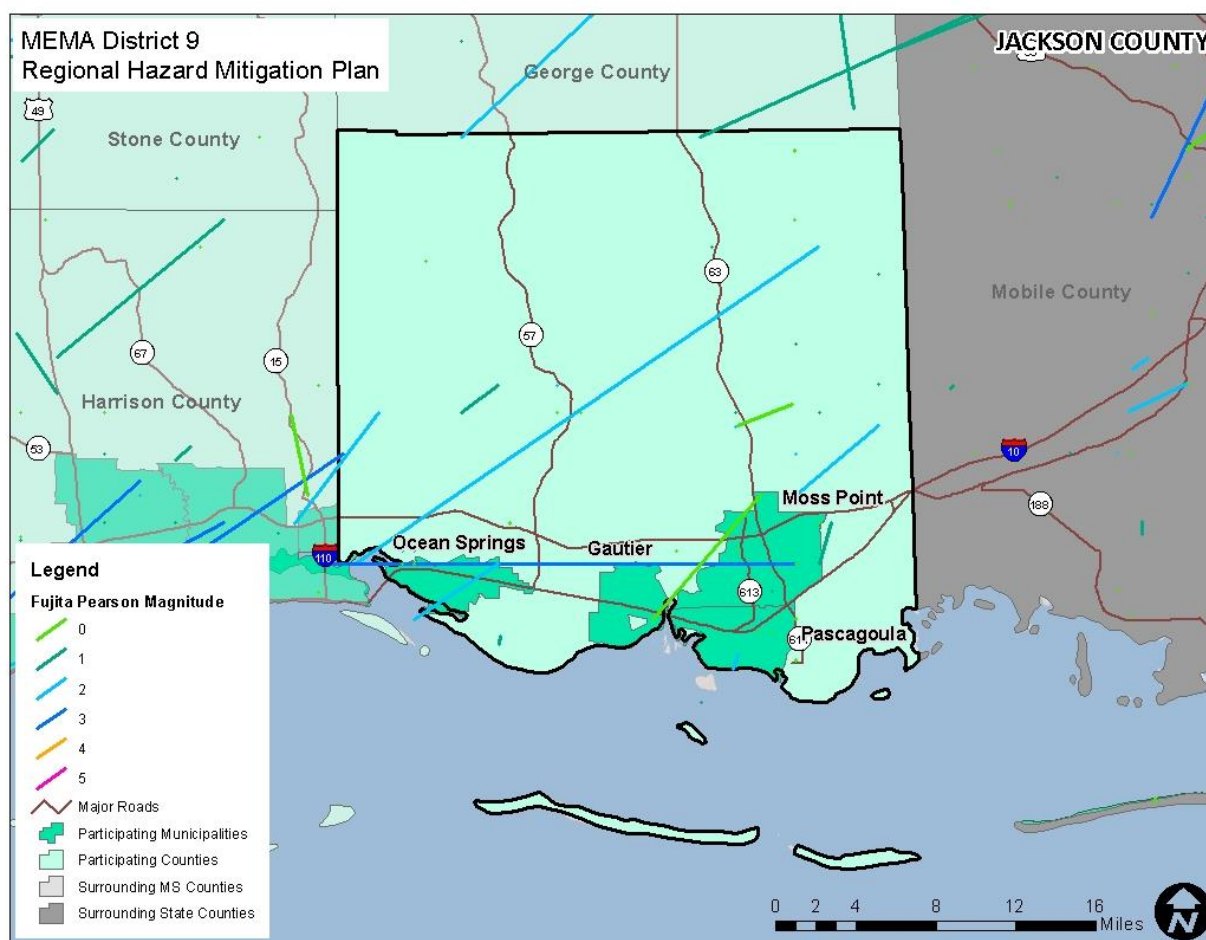 MEMA District 9
Regional Hazard Mitigation Plan
JACKSON COUNTY
George County
49
Stone County
63
Mobile County
57
67
15
Harrison County
53
10
Moss Point
188
Ocean Springs
Gautier
110
613
Pascagoula
Legend
Fujita Pearson Magnitude
0
1
2
3
4
5
Major Roads
Participating Municipalities
Participating Counties
Surrounding MS Counties
Surrounding State Counties
0 2 4 8 12 16
Miles
N